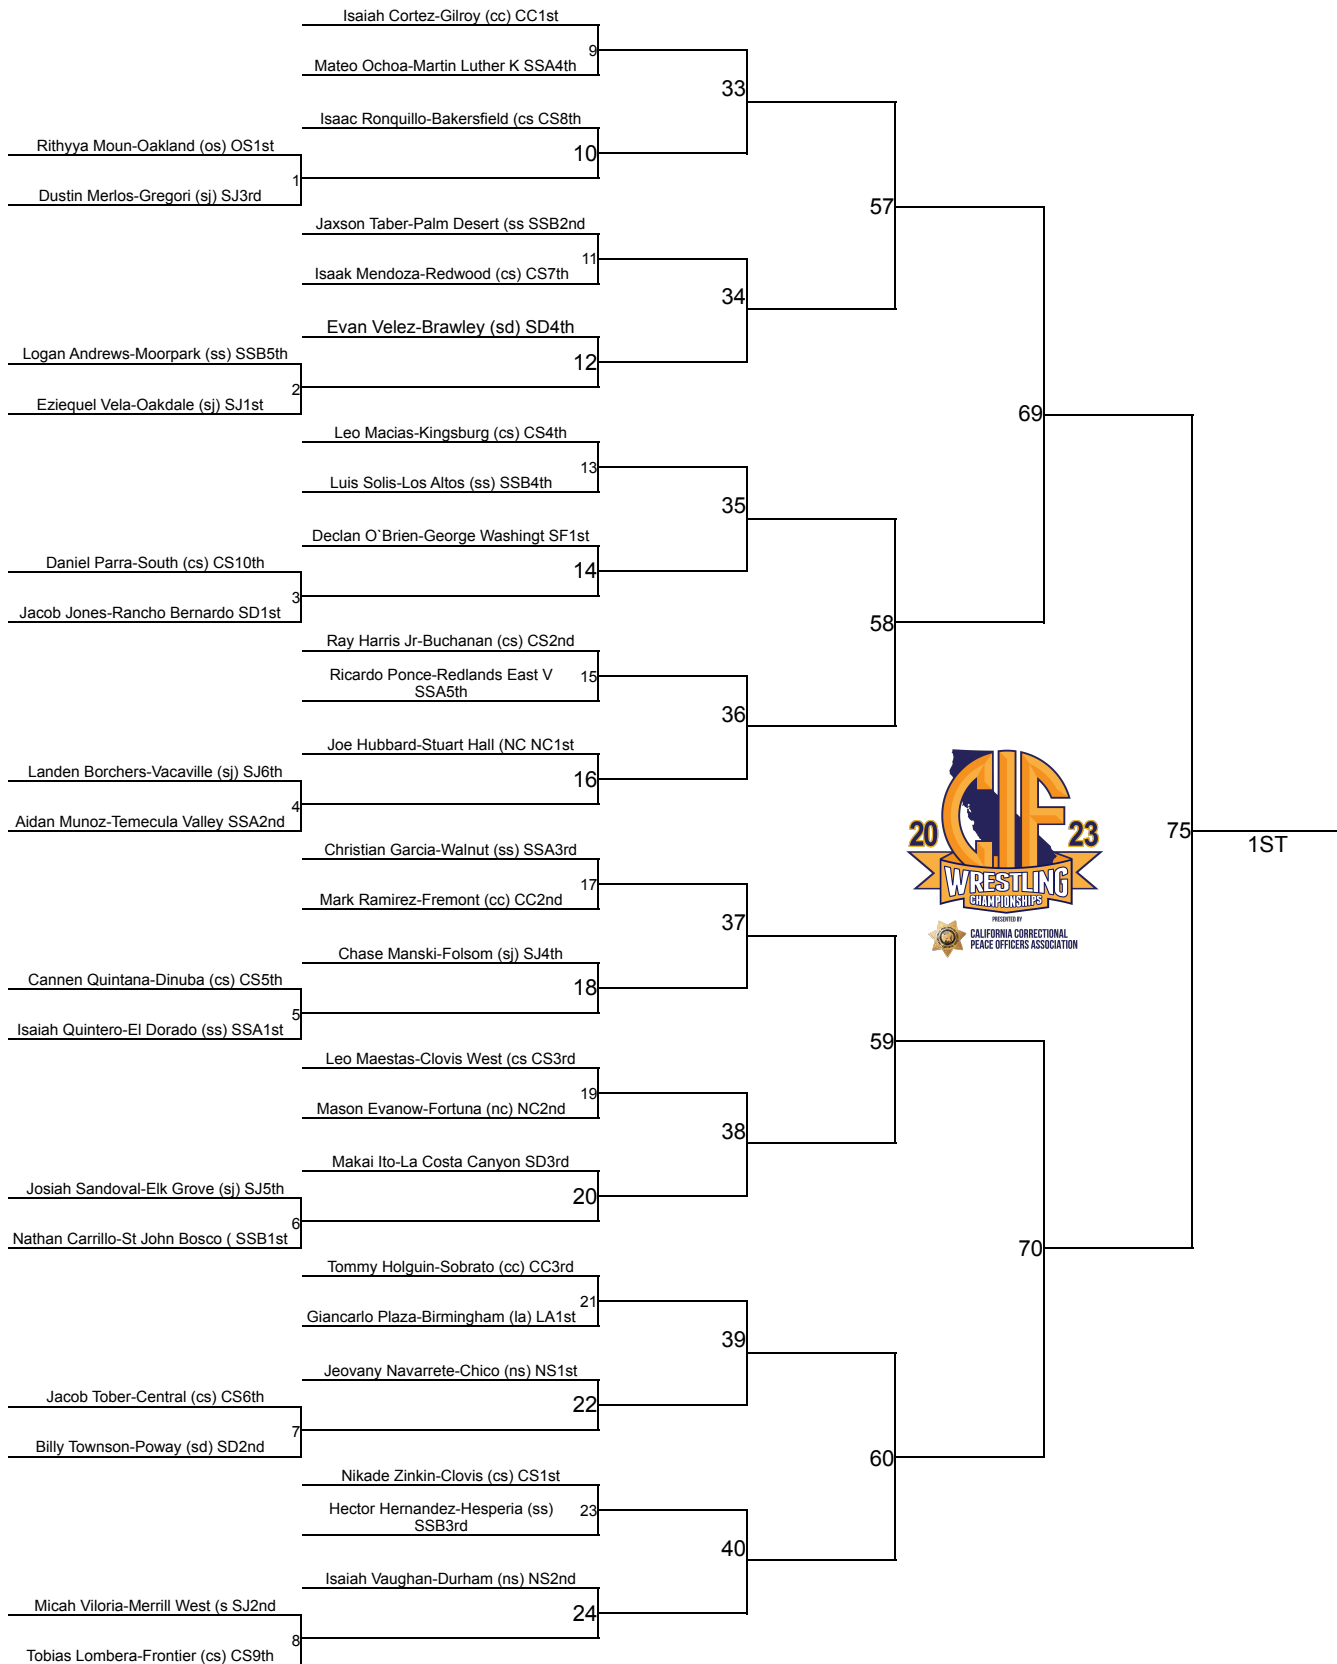 Isaiah Cortez-Gilroy (cc) CC1st
9
Mateo Ochoa-Martin Luther K SSA4th
33
Isaac Ronquillo-Bakersfield (cs CS8th
Rithyya Moun-Oakland (os) OS1st
10
1
Dustin Merlos-Gregori (sj) SJ3rd
57
Jaxson Taber-Palm Desert (ss SSB2nd
11
Isaak Mendoza-Redwood (cs) CS7th
34
Evan Velez-Brawley (sd) SD4th
Logan Andrews-Moorpark (ss) SSB5th
12
2
Eziequel Vela-Oakdale (sj) SJ1st
69
Leo Macias-Kingsburg (cs) CS4th
13
Luis Solis-Los Altos (ss) SSB4th
35
Declan O`Brien-George Washingt SF1st
Daniel Parra-South (cs) CS10th
14
3
Jacob Jones-Rancho Bernardo SD1st
58
Ray Harris Jr-Buchanan (cs) CS2nd
Ricardo Ponce-Redlands East V
15
SSA5th
36
Joe Hubbard-Stuart Hall (NC NC1st
Landen Borchers-Vacaville (sj) SJ6th
16
4
Aidan Munoz-Temecula Valley SSA2nd
20 CIF 23
WRESTLING
CHAMPIONSHIPS
PRESENTED BY
CALIFORNIA CORRECTIONAL
PEACE OFFICERS ASSOCIATION
75
1ST
Christian Garcia-Walnut (ss) SSA3rd
17
Mark Ramirez-Fremont (cc) CC2nd
37
Chase Manski-Folsom (sj) SJ4th
Cannen Quintana-Dinuba (cs) CS5th
18
5
Isaiah Quintero-El Dorado (ss) SSA1st
59
Leo Maestas-Clovis West (cs CS3rd
19
Mason Evanow-Fortuna (nc) NC2nd
38
Makai Ito-La Costa Canyon SD3rd
Josiah Sandoval-Elk Grove (sj) SJ5th
20
6
Nathan Carrillo-St John Bosco ( SSB1st
70
Tommy Holguin-Sobrato (cc) CC3rd
21
Giancarlo Plaza-Birmingham (la) LA1st
39
Jeovany Navarrete-Chico (ns) NS1st
Jacob Tober-Central (cs) CS6th
22
7
Billy Townson-Poway (sd) SD2nd
60
Nikade Zinkin-Clovis (cs) CS1st
Hector Hernandez-Hesperia (ss)
23
SSB3rd
40
Isaiah Vaughan-Durham (ns) NS2nd
Micah Viloria-Merrill West (s SJ2nd
24
8
Tobias Lombera-Frontier (cs) CS9th